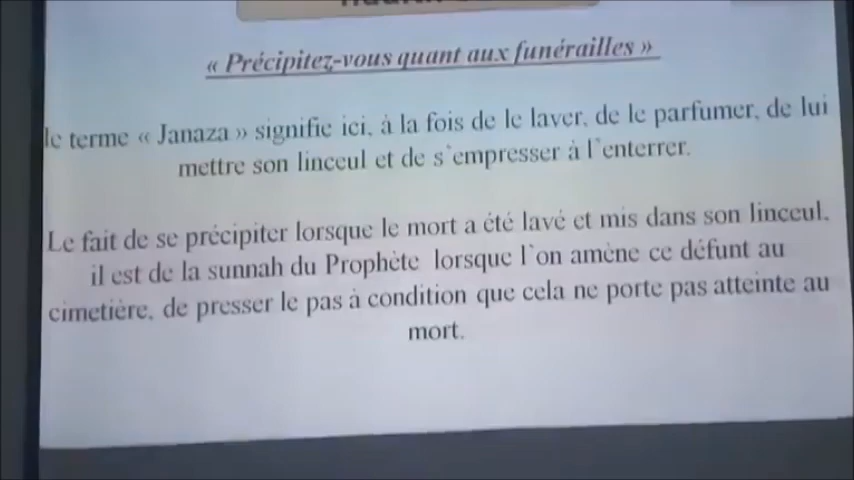 « Précipitez-vous quant aux funérailles »
le terme « Janaza » signifie ici, à la fois de le laver, de le parfumer, de lui
mettre son linceul et de s'empresser à l'enterrer.
Le fait de se précipiter lorsque le mort a été lavé et mis dans son linceul,
il est de la sunnah du Prophète lorsque l'on amène ce défunt au
cimetière, de presser le pas à condition que cela ne porte pas atteinte au
mort.